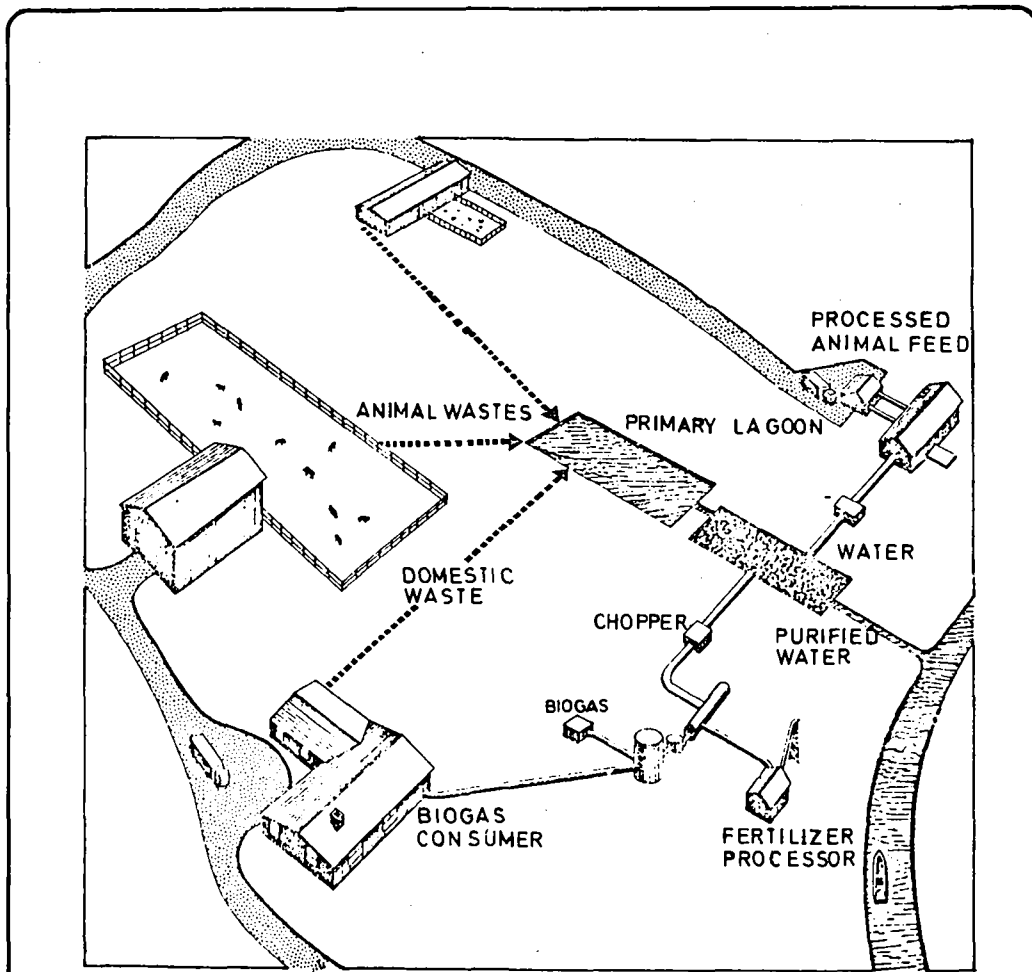 PROCESSED
ANIMAL FEED
ANIMAL WASTES
PRIMARY LAGOON
WATER
DOMESTIC
WASTE
CHOPPER
PURIFIED
WATER
BIOGAS
BIOGAS
CONSUMER
FERTILIZER
PROCESSOR